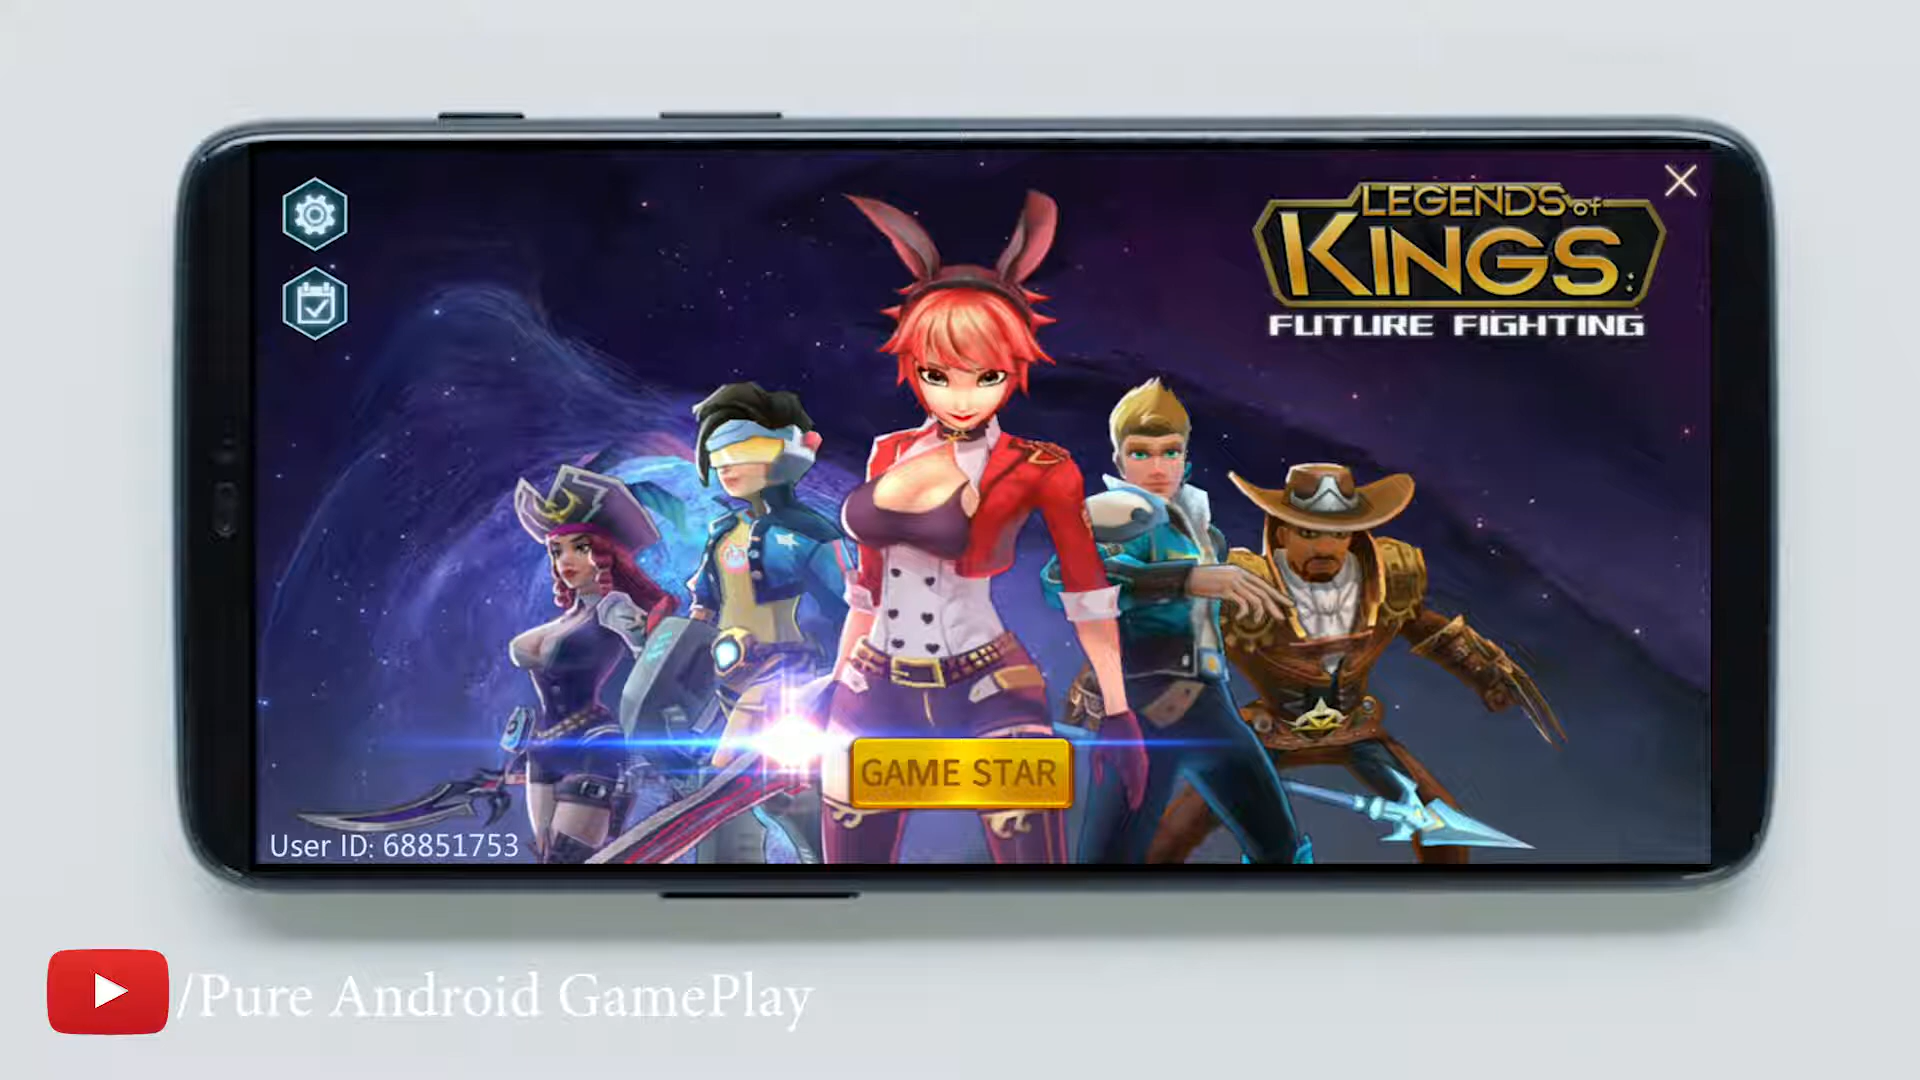 LEGENDS of
KINGS:
FUTURE FIGHTING
GAME STAR
User ID: 68851753
/Pure Android GamePlay